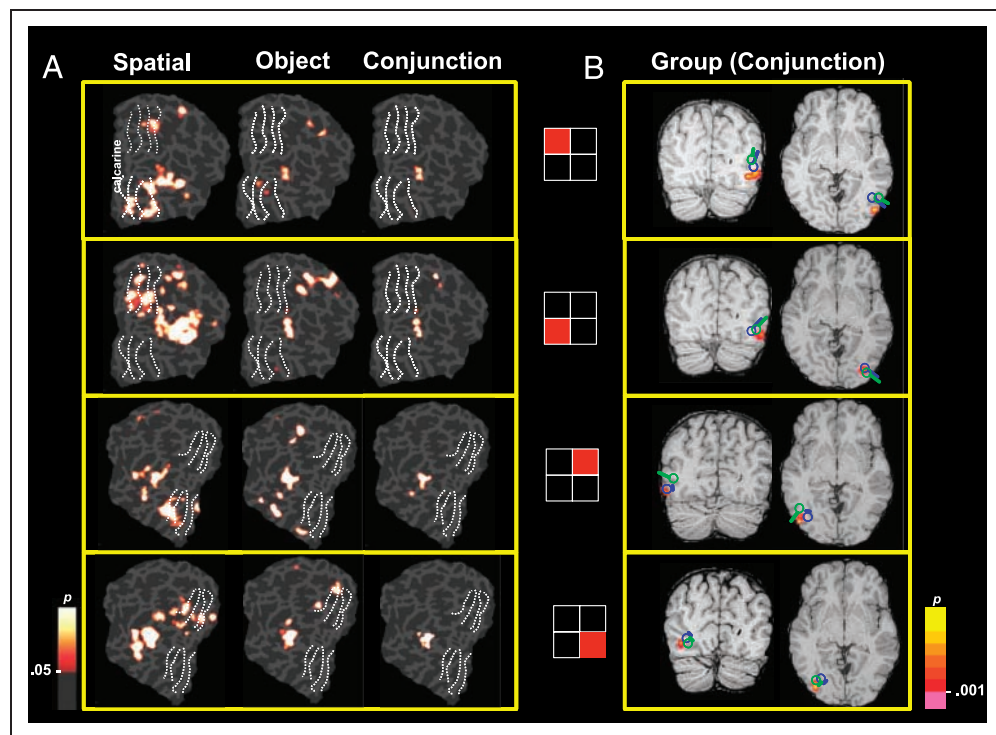 A
Spatial
Object
Conjunction
B
Group (Conjunction)
calcarine
p
.05
p
.001